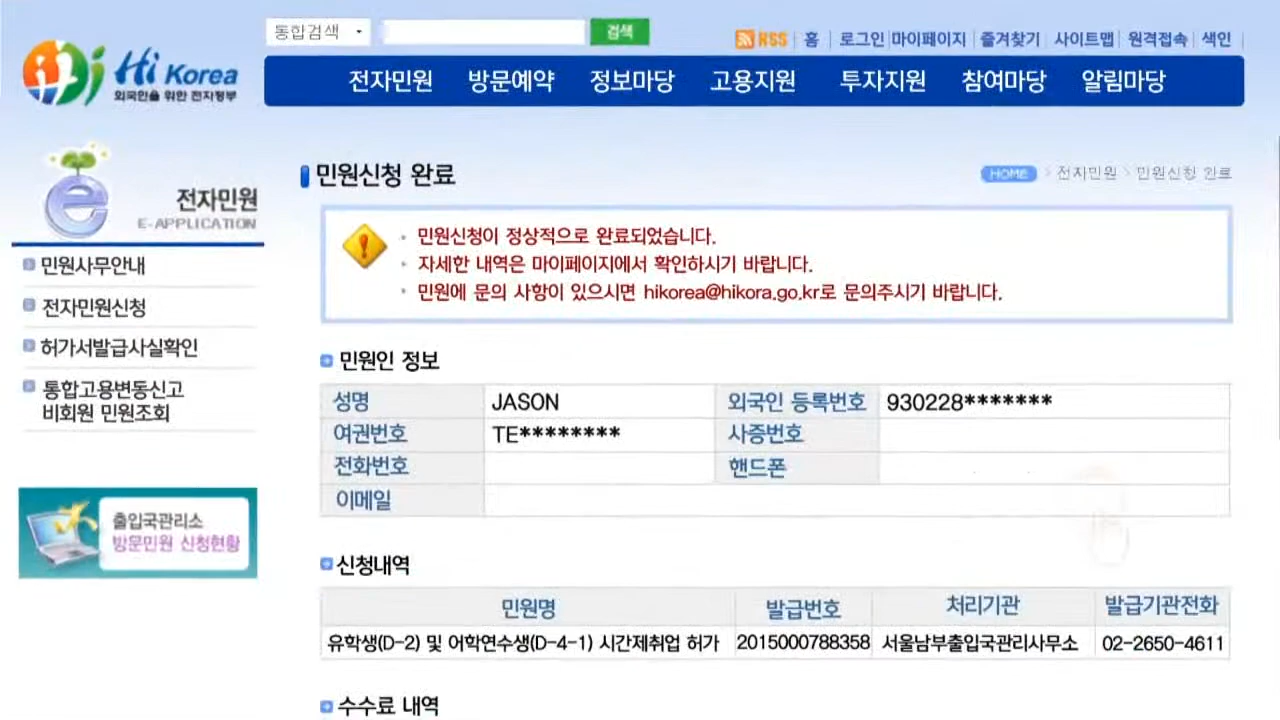 통합검색
검색
RSS 홈 로그인 마이페이지 즐겨찾기 사이트맵 원격접속 색인
Hi Korea
외국인을 위한 전자정부
전자민원 방문예약 정보마당 고용지원 투자지원 참여마당 알림마당
전자민원
E-APPLICATION
민원사무안내
전자민원신청
허가서발급사실확인
통합고용변동신고
비회원 민원조회
출입국관리소
방문민원 신청현황
민원신청 완료
HOME > 전자민원 > 민원신청 완료
민원신청이 정상적으로 완료되었습니다.
자세한 내역은 마이페이지에서 확인하시기 바랍니다.
민원에 문의 사항이 있으시면 hikorea@hikora.go.kr로 문의주시기 바랍니다.
민원인 정보
성명 JASON 외국인 등록번호 930228*******
여권번호 TE******** 사증번호
전화번호 핸드폰
이메일
신청내역
민원명 발급번호 처리기관 발급기관전화
유학생(D-2) 및 어학연수생(D-4-1) 시간제취업 허가 2015000788358 서울남부출입국관리사무소 02-2650-4611
수수료 내역